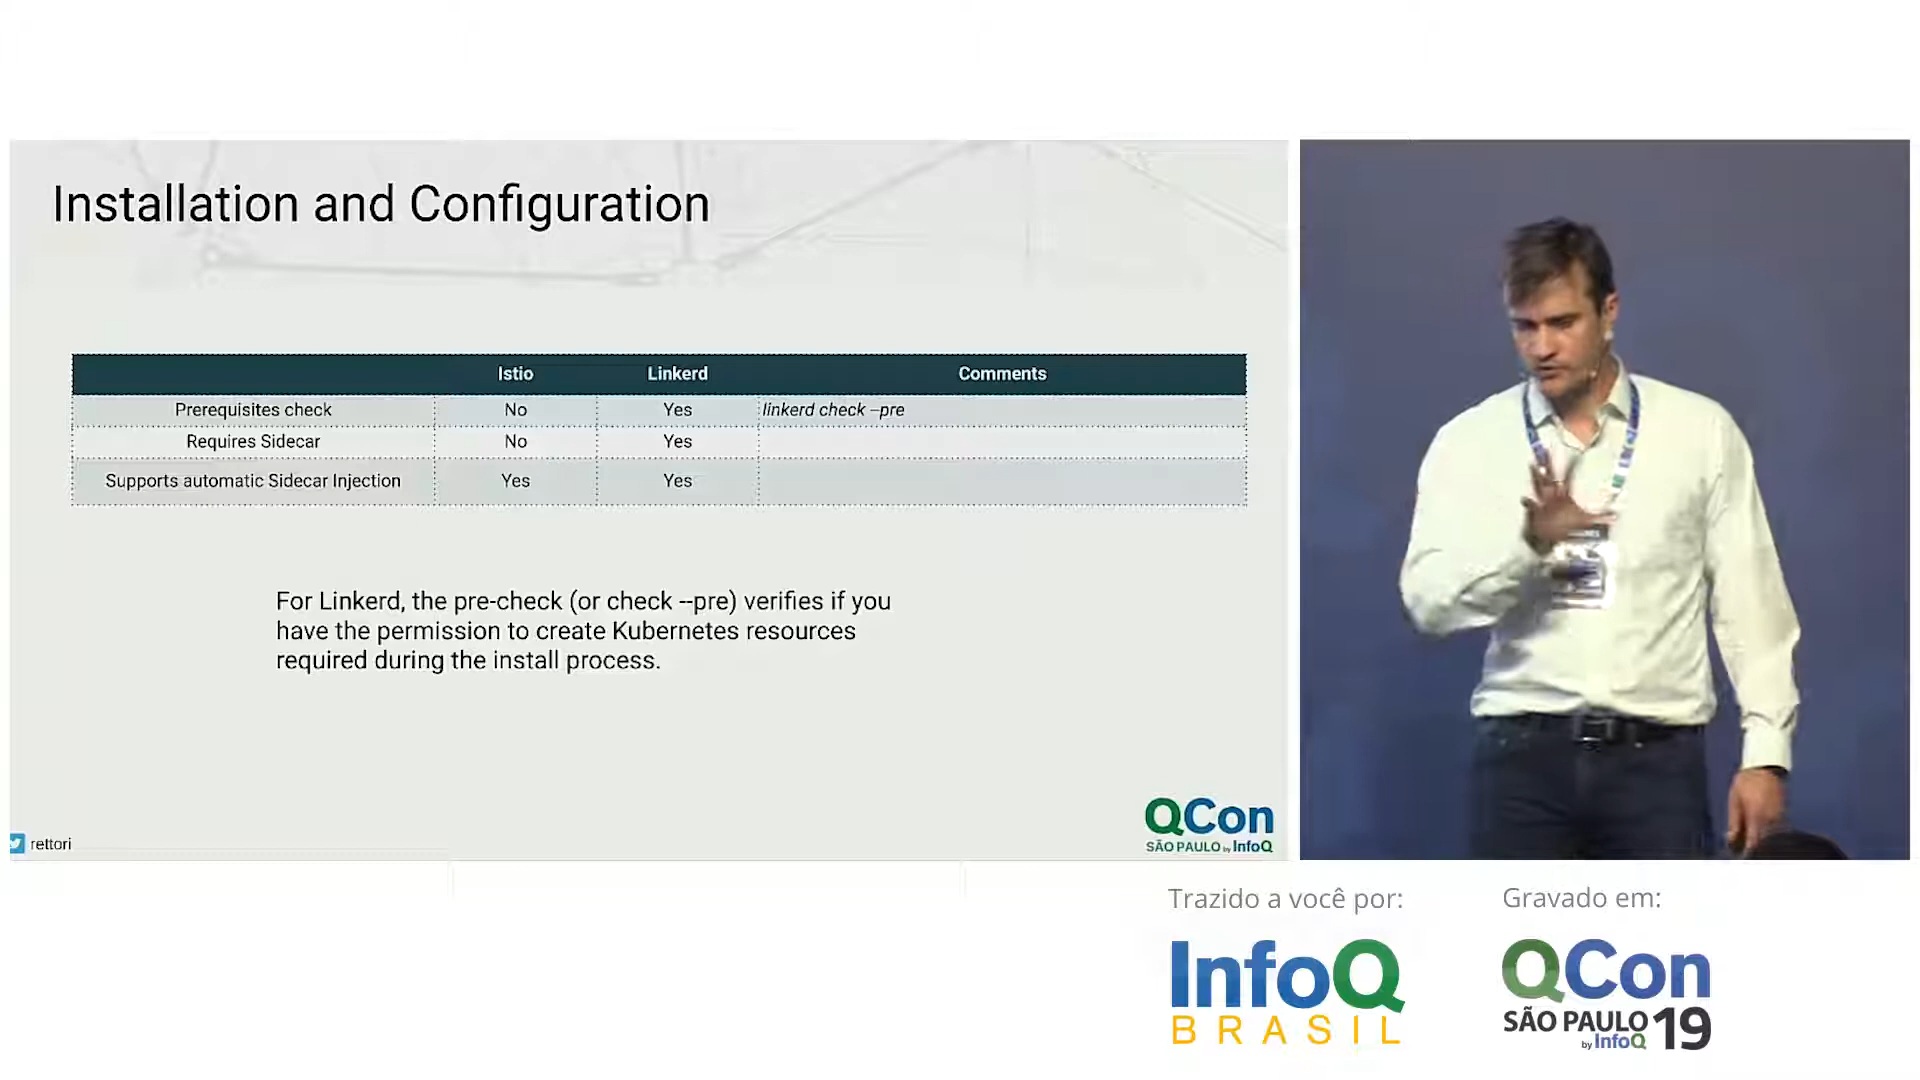 Installation and Configuration
Istio Linkerd Comments
Prerequisites check No Yes linkerd check –pre
Requires Sidecar No Yes
Supports automatic Sidecar Injection Yes Yes
For Linkerd, the pre-check (or check --pre) verifies if you
have the permission to create Kubernetes resources
required during the install process.
rettori
QCon
SÃO PAULO by InfoQ
Trazido a você por:
InfoQ
BRASIL
Gravado em:
QCon
SÃO PAULO 19
by InfoQ